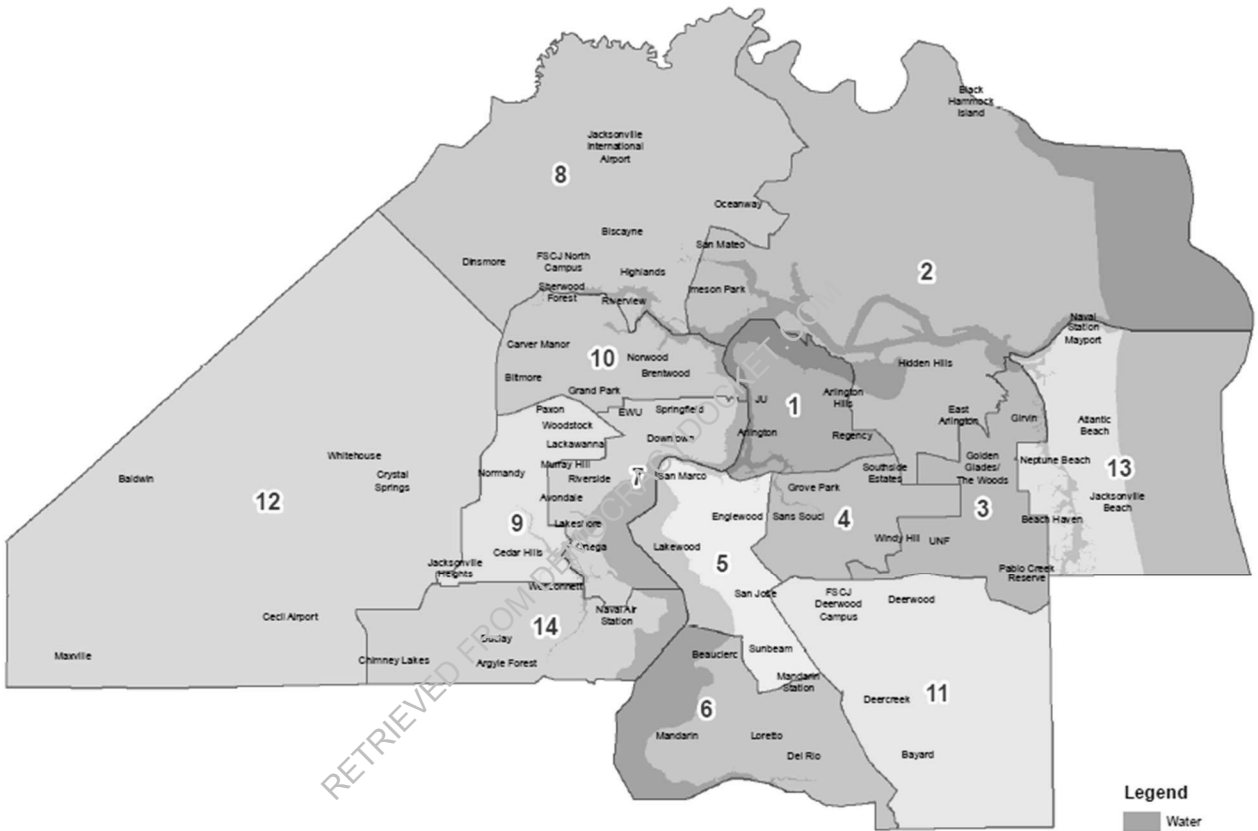 Black
Hammock
Island
Jacksonville
International
Airport
8
Oceanway
Biscayne
San Mateo
Dinsmore
FSCJ North
Campus
Highlands
2
Sherwood
Forest
Riverview
Imeson Park
Naval
Station
Mayport
Carver Manor
10
Norwood
Brentwood
Hidden Hills
Biltmore
Grand Park
JU
Arlington
Hills
1
Paxon
EWU
Springfield
East
Arlington
Girvin
Atlantic
Beach
Woodstock
Lackawanna
Downtown
Arlington
Regency
Whitehouse
Golden
Glades/
The Woods
Neptune Beach
13
Baldwin
Crystal
Springs
Normandy
Murray Hill
Riverside
7
San Marco
Southside
Estates
Grove Park
12
Avondale
9
Lakeshore
Englewood
Sans Souci
4
3
Jacksonville
Beach
Beach Haven
Cedar Hills
Ortega
Lakewood
5
Windy Hill
UNF
Jacksonville
Heights
Pablo Creek
Reserve
Wesconnett
San Jose
FSCJ
Deerwood
Campus
Deerwood
Cecil Airport
Naval Air
Station
14
Duclay
Maxville
Chimney Lakes
Argyle Forest
Beauclerc
Sunbeam
Mandarin
Station
6
Deercreek
11
Mandarin
Loretto
Del Rio
Bayard
RETRIEVED FROM DEMOCRACYDOCKET.COM
Legend
Water